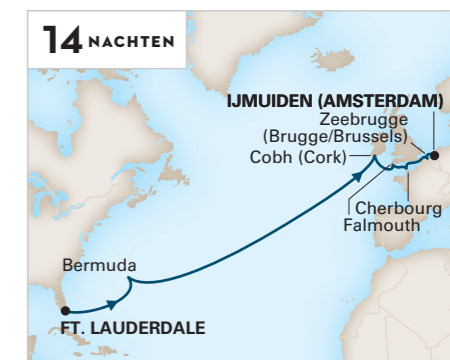 14 NACHTEN
IJMUIDEN (AMSTERDAM)
Zeebrugge
(Brugge/Brussels)
Cobh (Cork)
Cherbourg
Falmouth
Bermuda
FT. LAUDERDALE